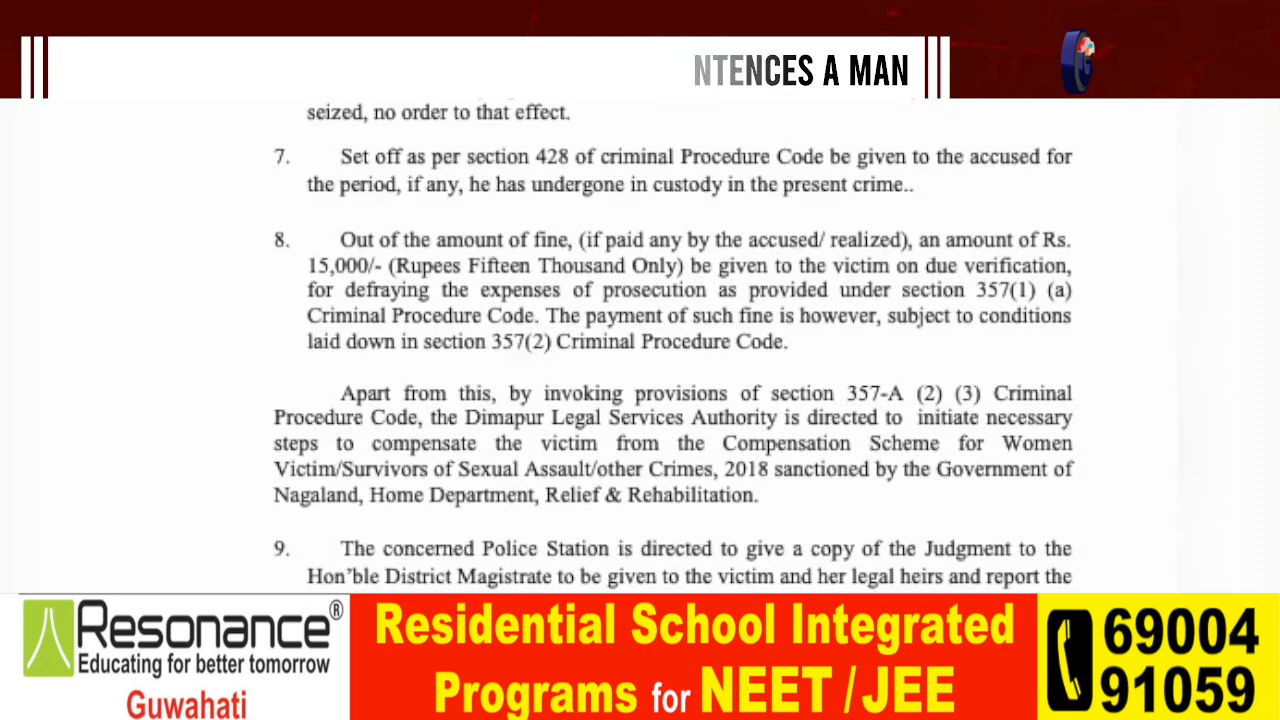 NTENCES A MAN
seized, no order to that effect.
7. Set off as per section 428 of criminal Procedure Code be given to the accused for
the period, if any, he has undergone in custody in the present crime..
8. Out of the amount of fine, (if paid any by the accused/ realized), an amount of Rs.
15,000/- (Rupees Fifteen Thousand Only) be given to the victim on due verification,
for defraying the expenses of prosecution as provided under section 357(1) (a)
Criminal Procedure Code. The payment of such fine is however, subject to conditions
laid down in section 357(2) Criminal Procedure Code.
Apart from this, by invoking provisions of section 357-A (2) (3) Criminal
Procedure Code, the Dimapur Legal Services Authority is directed to initiate necessary
steps to compensate the victim from the Compensation Scheme for Women
Victim/Survivors of Sexual Assault/other Crimes, 2018 sanctioned by the Government of
Nagaland, Home Department, Relief & Rehabilitation.
9. The concerned Police Station is directed to give a copy of the Judgment to the
Hon'ble District Magistrate to be given to the victim and her legal heirs and report the
Resonance®
Educating for better tomorrow
Guwahati
Residential School Integrated
Programs for NEET / JEE
69004
91059